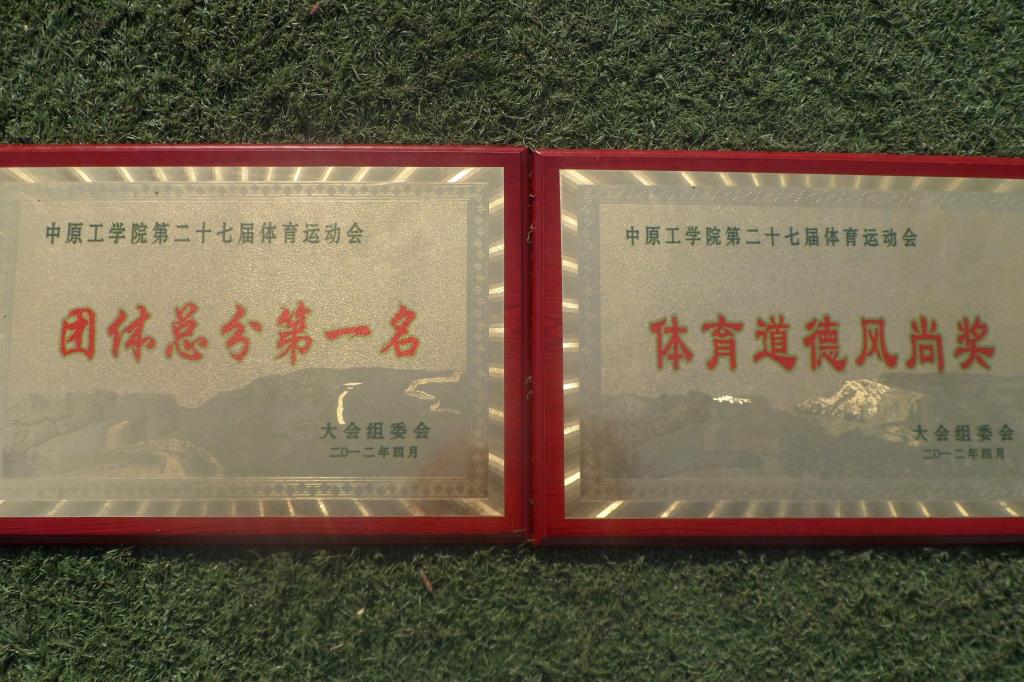 中原工学院第二十七届体育运动会
团体总分第一名
大会组委会
二〇一二年四月
中原工学院第二十七届体育运动会
体育道德风尚奖
大会组委会
二〇一二年四月